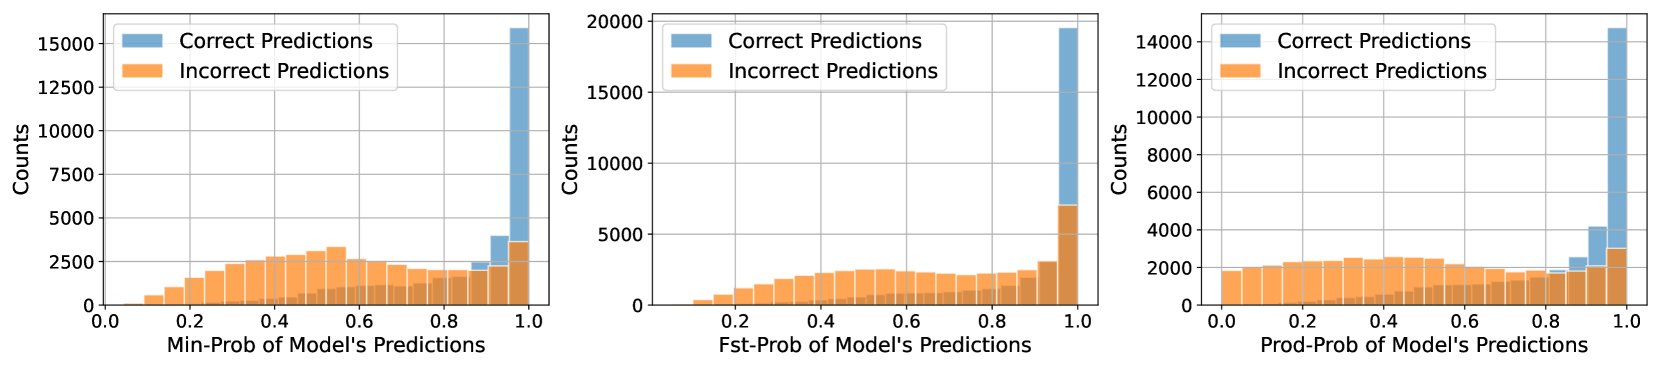 Counts
15000
12500
10000
7500
5000
2500
0
Correct Predictions
Incorrect Predictions
0.0 0.2 0.4 0.6 0.8 1.0
Min-Prob of Model's Predictions
Counts
20000
15000
10000
5000
0
Correct Predictions
Incorrect Predictions
0.2 0.4 0.6 0.8 1.0
Fst-Prob of Model's Predictions
Counts
14000
12000
10000
8000
6000
4000
2000
0
Correct Predictions
Incorrect Predictions
0.0 0.2 0.4 0.6 0.8 1.0
Prod-Prob of Model's Predictions